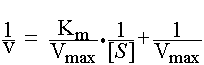 1/v = K_m/V_max • 1/[S] + 1/V_max